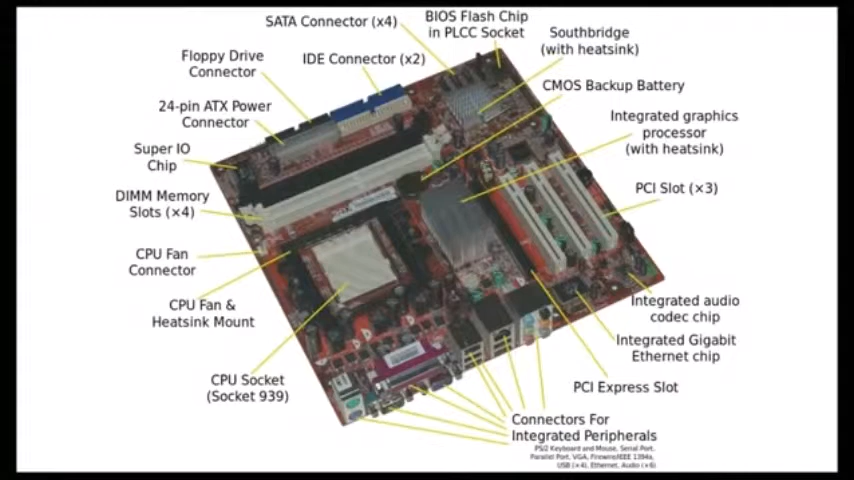 SATA Connector (x4)
BIOS Flash Chip
in PLCC Socket
Southbridge
(with heatsink)
Floppy Drive
Connector
IDE Connector (x2)
CMOS Backup Battery
24-pin ATX Power
Connector
Integrated graphics
processor
(with heatsink)
Super IO
Chip
DIMM Memory
Slots (×4)
PCI Slot (×3)
CPU Fan
Connector
CPU Fan &
Heatsink Mount
Integrated audio
codec chip
Integrated Gigabit
Ethernet chip
CPU Socket
(Socket 939)
PCI Express Slot
Connectors For
Integrated Peripherals
PS/2 Keyboard and Mouse, Serial Port,
Parallel Port, VGA, Firewire/IEEE 1394a,
USB (×4), Ethernet, Audio (×6)